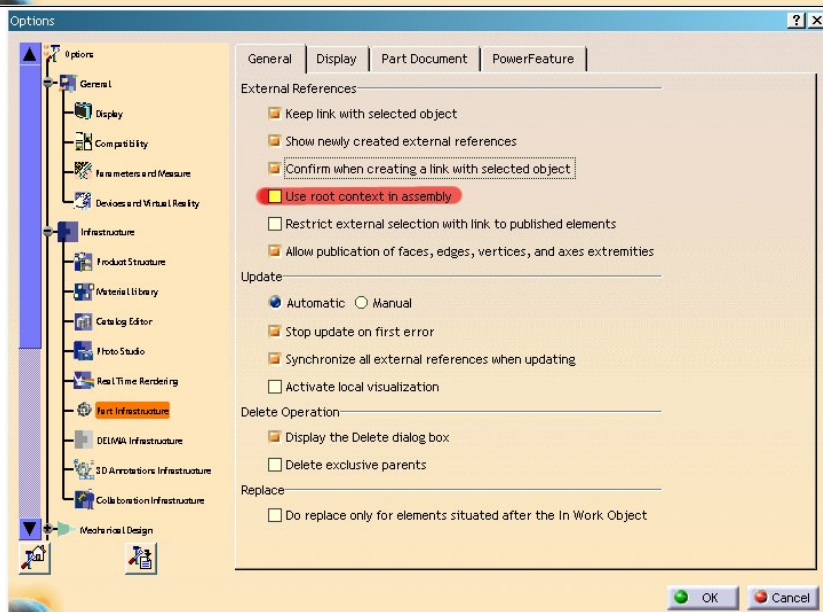 Options
Options
General
Display
Compatibility
Parameters and Measure
Devices and Virtual Reality
Infrastructure
Product Structure
Material Library
Catalog Editor
Photo Studio
Real Time Rendering
Part Infrastructure
DELMIA Infrastructure
3D Annotations Infrastructure
Collaboration Infrastructure
Mechanical Design
General Display Part Document PowerFeature
External References
Keep link with selected object
Show newly created external references
Confirm when creating a link with selected object
Use root context in assembly
Restrict external selection with link to published elements
Allow publication of faces, edges, vertices, and axes extremities
Update
Automatic Manual
Stop update on first error
Synchronize all external references when updating
Activate local visualization
Delete Operation
Display the Delete dialog box
Delete exclusive parents
Replace
Do replace only for elements situated after the In Work Object
OK Cancel